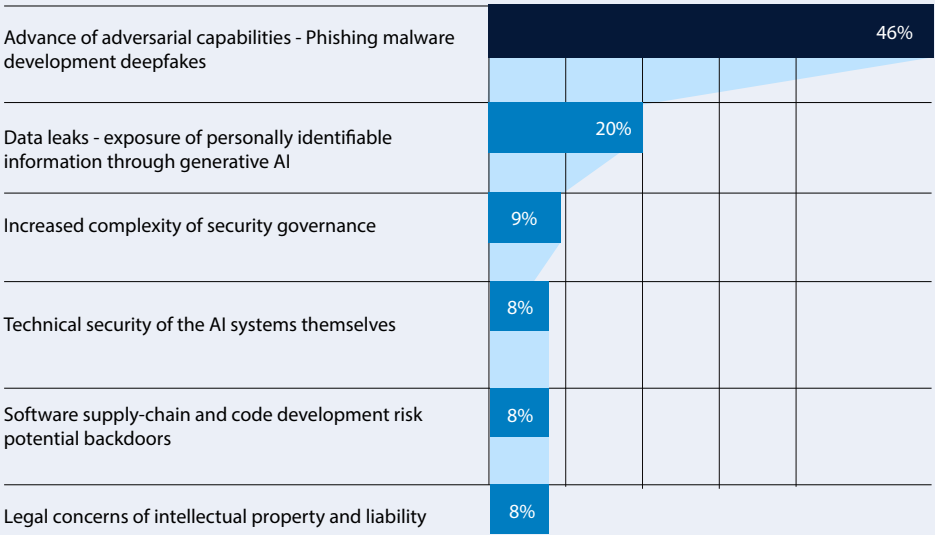 46%
Advance of adversarial capabilities - Phishing malware
development deepfakes
20%
Data leaks - exposure of personally identifiable
information through generative AI
9%
Increased complexity of security governance
8%
Technical security of the AI systems themselves
8%
Software supply-chain and code development risk
potential backdoors
8%
Legal concerns of intellectual property and liability